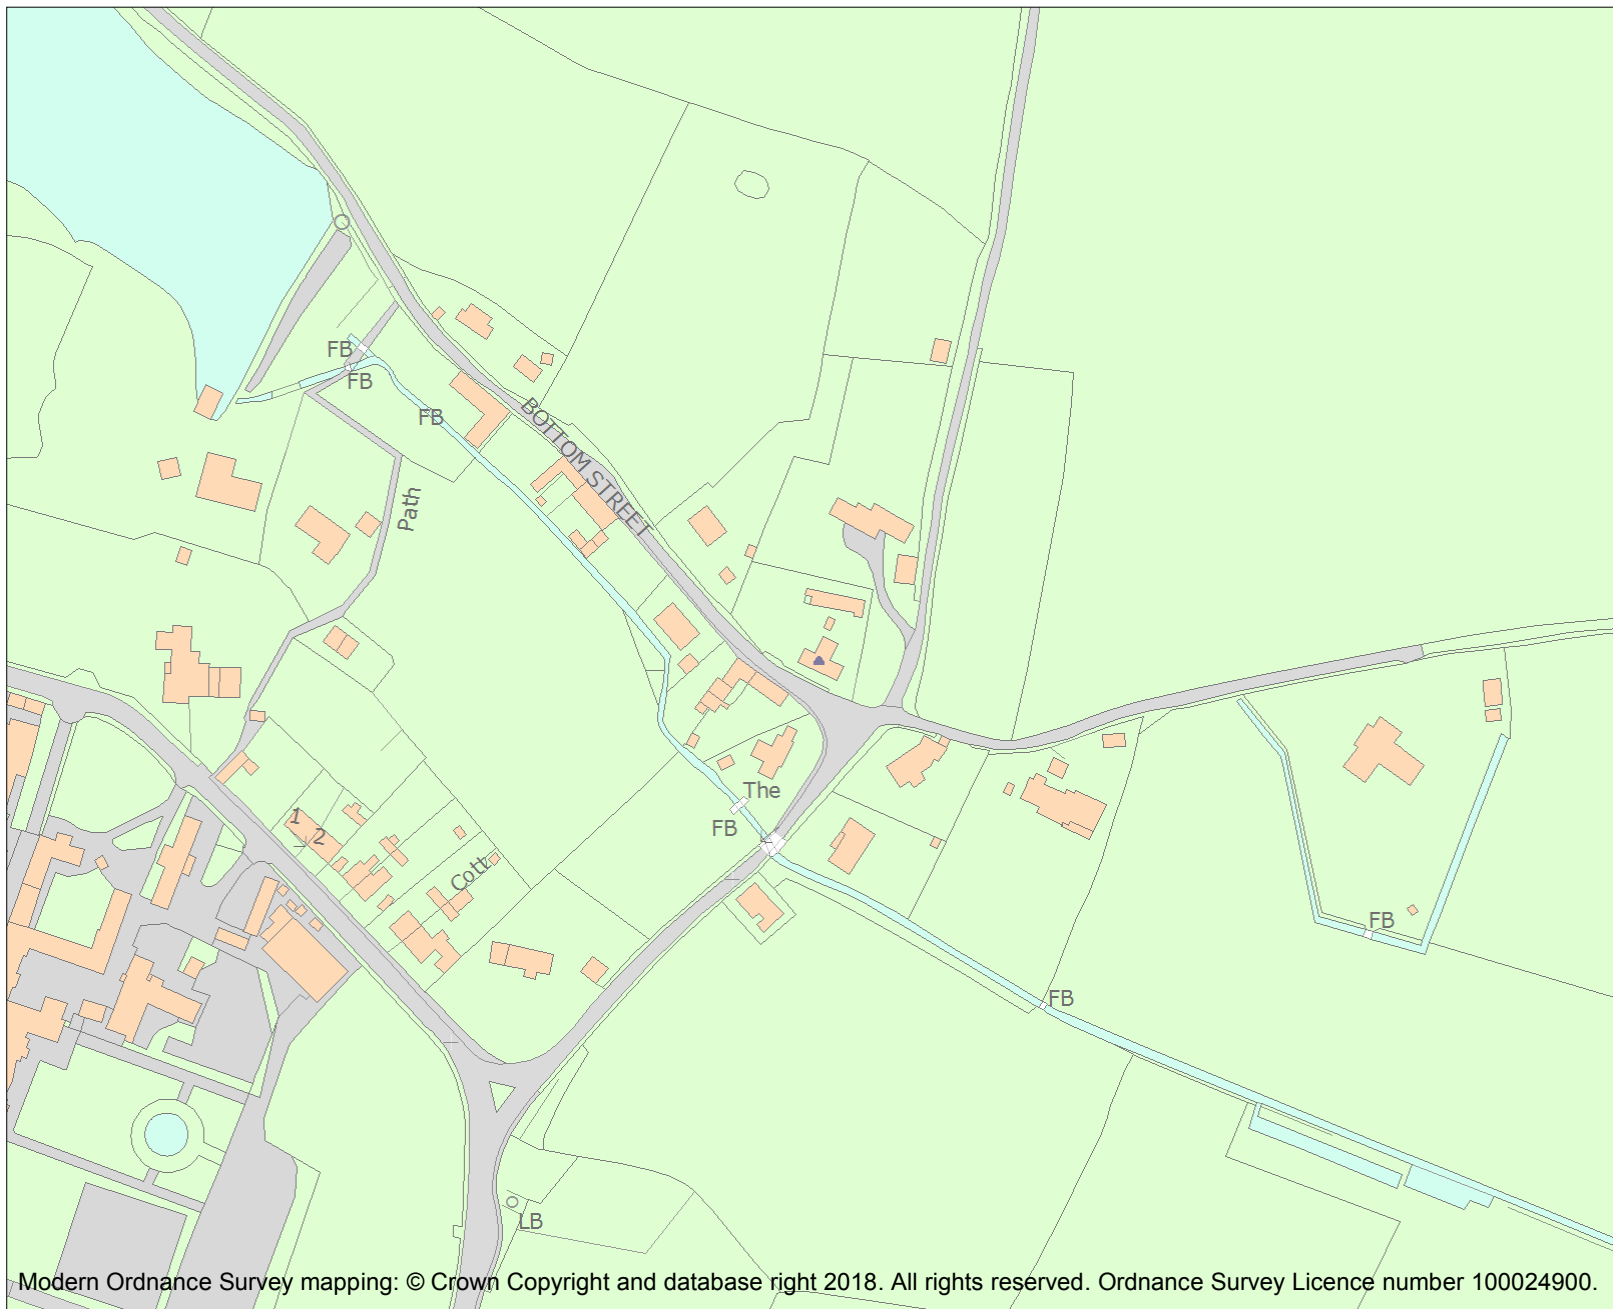 FB
FB
FB
BOTTOM STREET
Path
The
FB
1
2
Cott
FB
FB
LB
Modern Ordnance Survey mapping: © Crown Copyright and database right 2018. All rights reserved. Ordnance Survey Licence number 100024900.